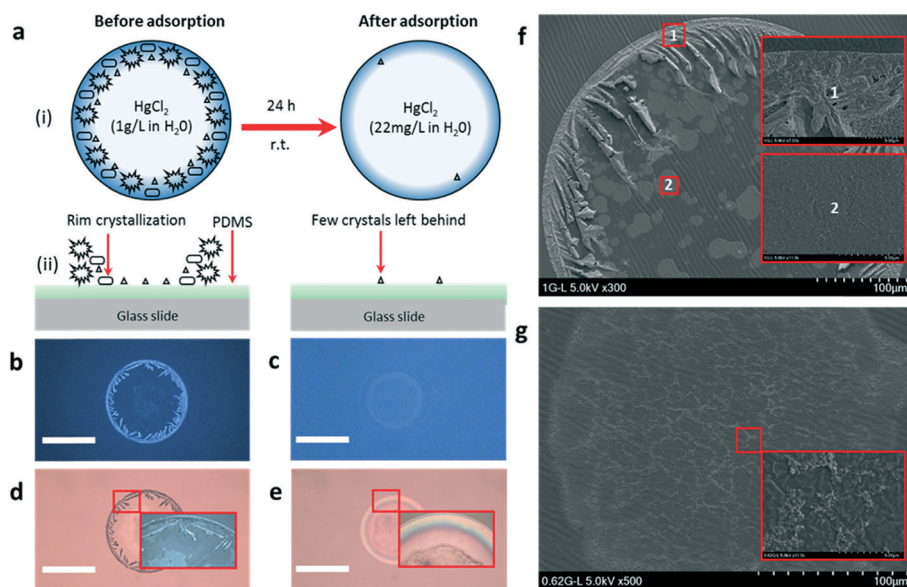 Before adsorption
After adsorption
a
(i)
HgCl₂
(1g/L in H₂O)
24 h
r.t.
HgCl₂
(22mg/L in H₂O)
Rim crystallization
PDMS
Few crystals left behind
(ii)
Glass slide
Glass slide
b
c
d
e
f
1
1
2
2
1G-L 5.0kV x300
100µm
g
0.62G-L 5.0kV x500
100µm